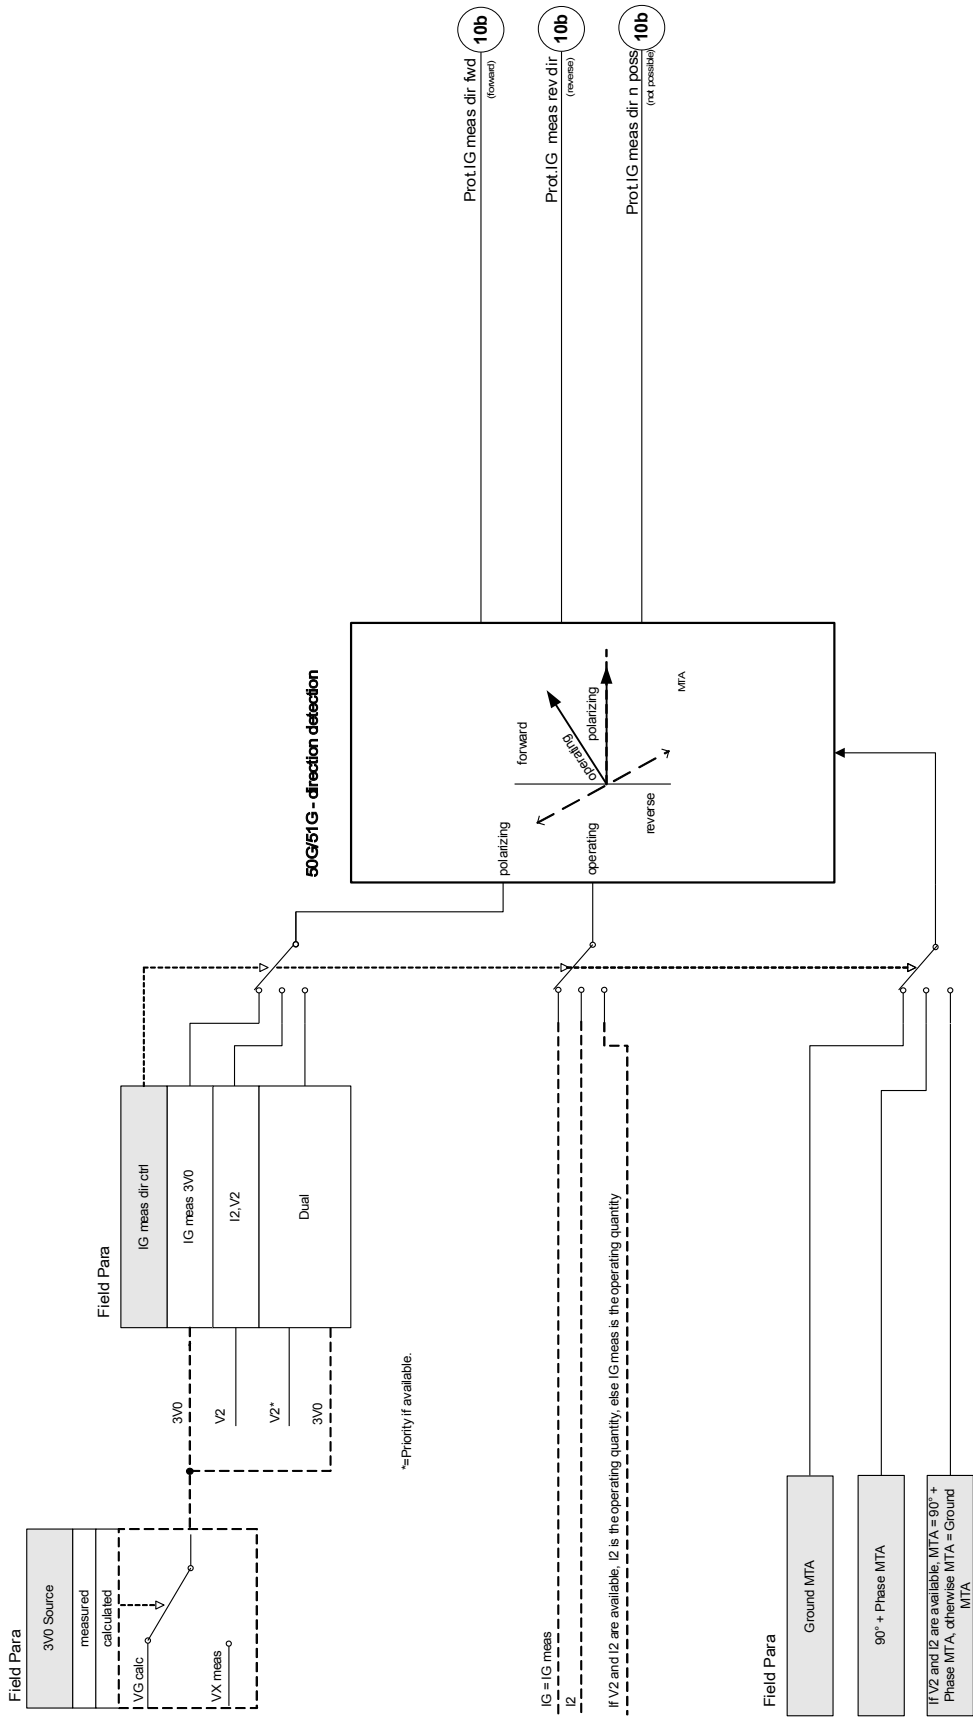 Field Para
3V0 Source
measured
calculated
VG calc
VX meas
3V0
V2
V2*
3V0
*=Priority if available.
Field Para
IG meas dir ctrl
IG meas 3V0
I2,V2
Dual
IG = IG meas
I2
If V2 and I2 are available, I2 is the operating quantity, else IG meas is the operating quantity
Field Para
Ground MTA
90° + Phase MTA
If V2 and I2 are available, MTA = 90° +
Phase MTA, otherwise MTA = Ground
MTA
50G/51G - direction detection
polarizing
operating
forward
reverse
operating
polarizing
MTA
Prot.IG meas dir fwd
(forward)
10b
Prot.IG meas rev dir
(reverse)
10b
Prot.IG meas dir n poss
(not possible)
10b